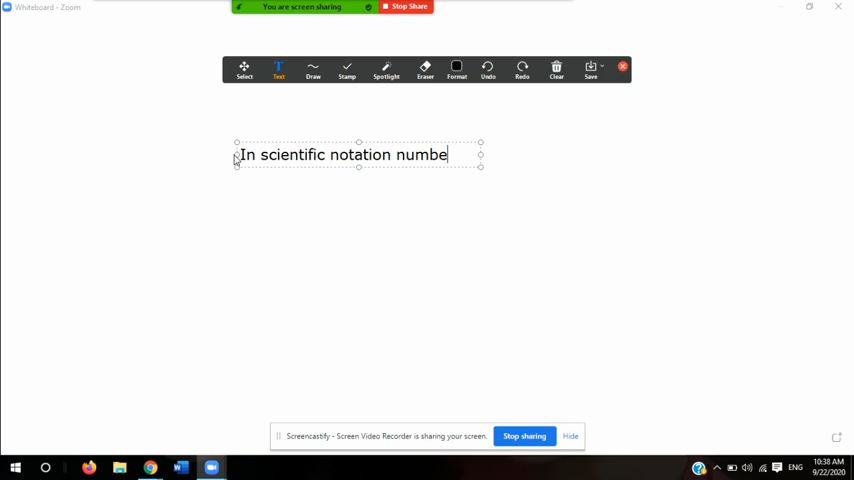 Whiteboard - Zoom
You are screen sharing
Stop Share
Select
Text
Draw
Stamp
Spotlight
Eraser
Format
Undo
Redo
Clear
Save
In scientific notation numbe
Screencastify - Screen Video Recorder is sharing your screen.
Stop sharing
Hide
ENG
10:38 AM
9/22/2020